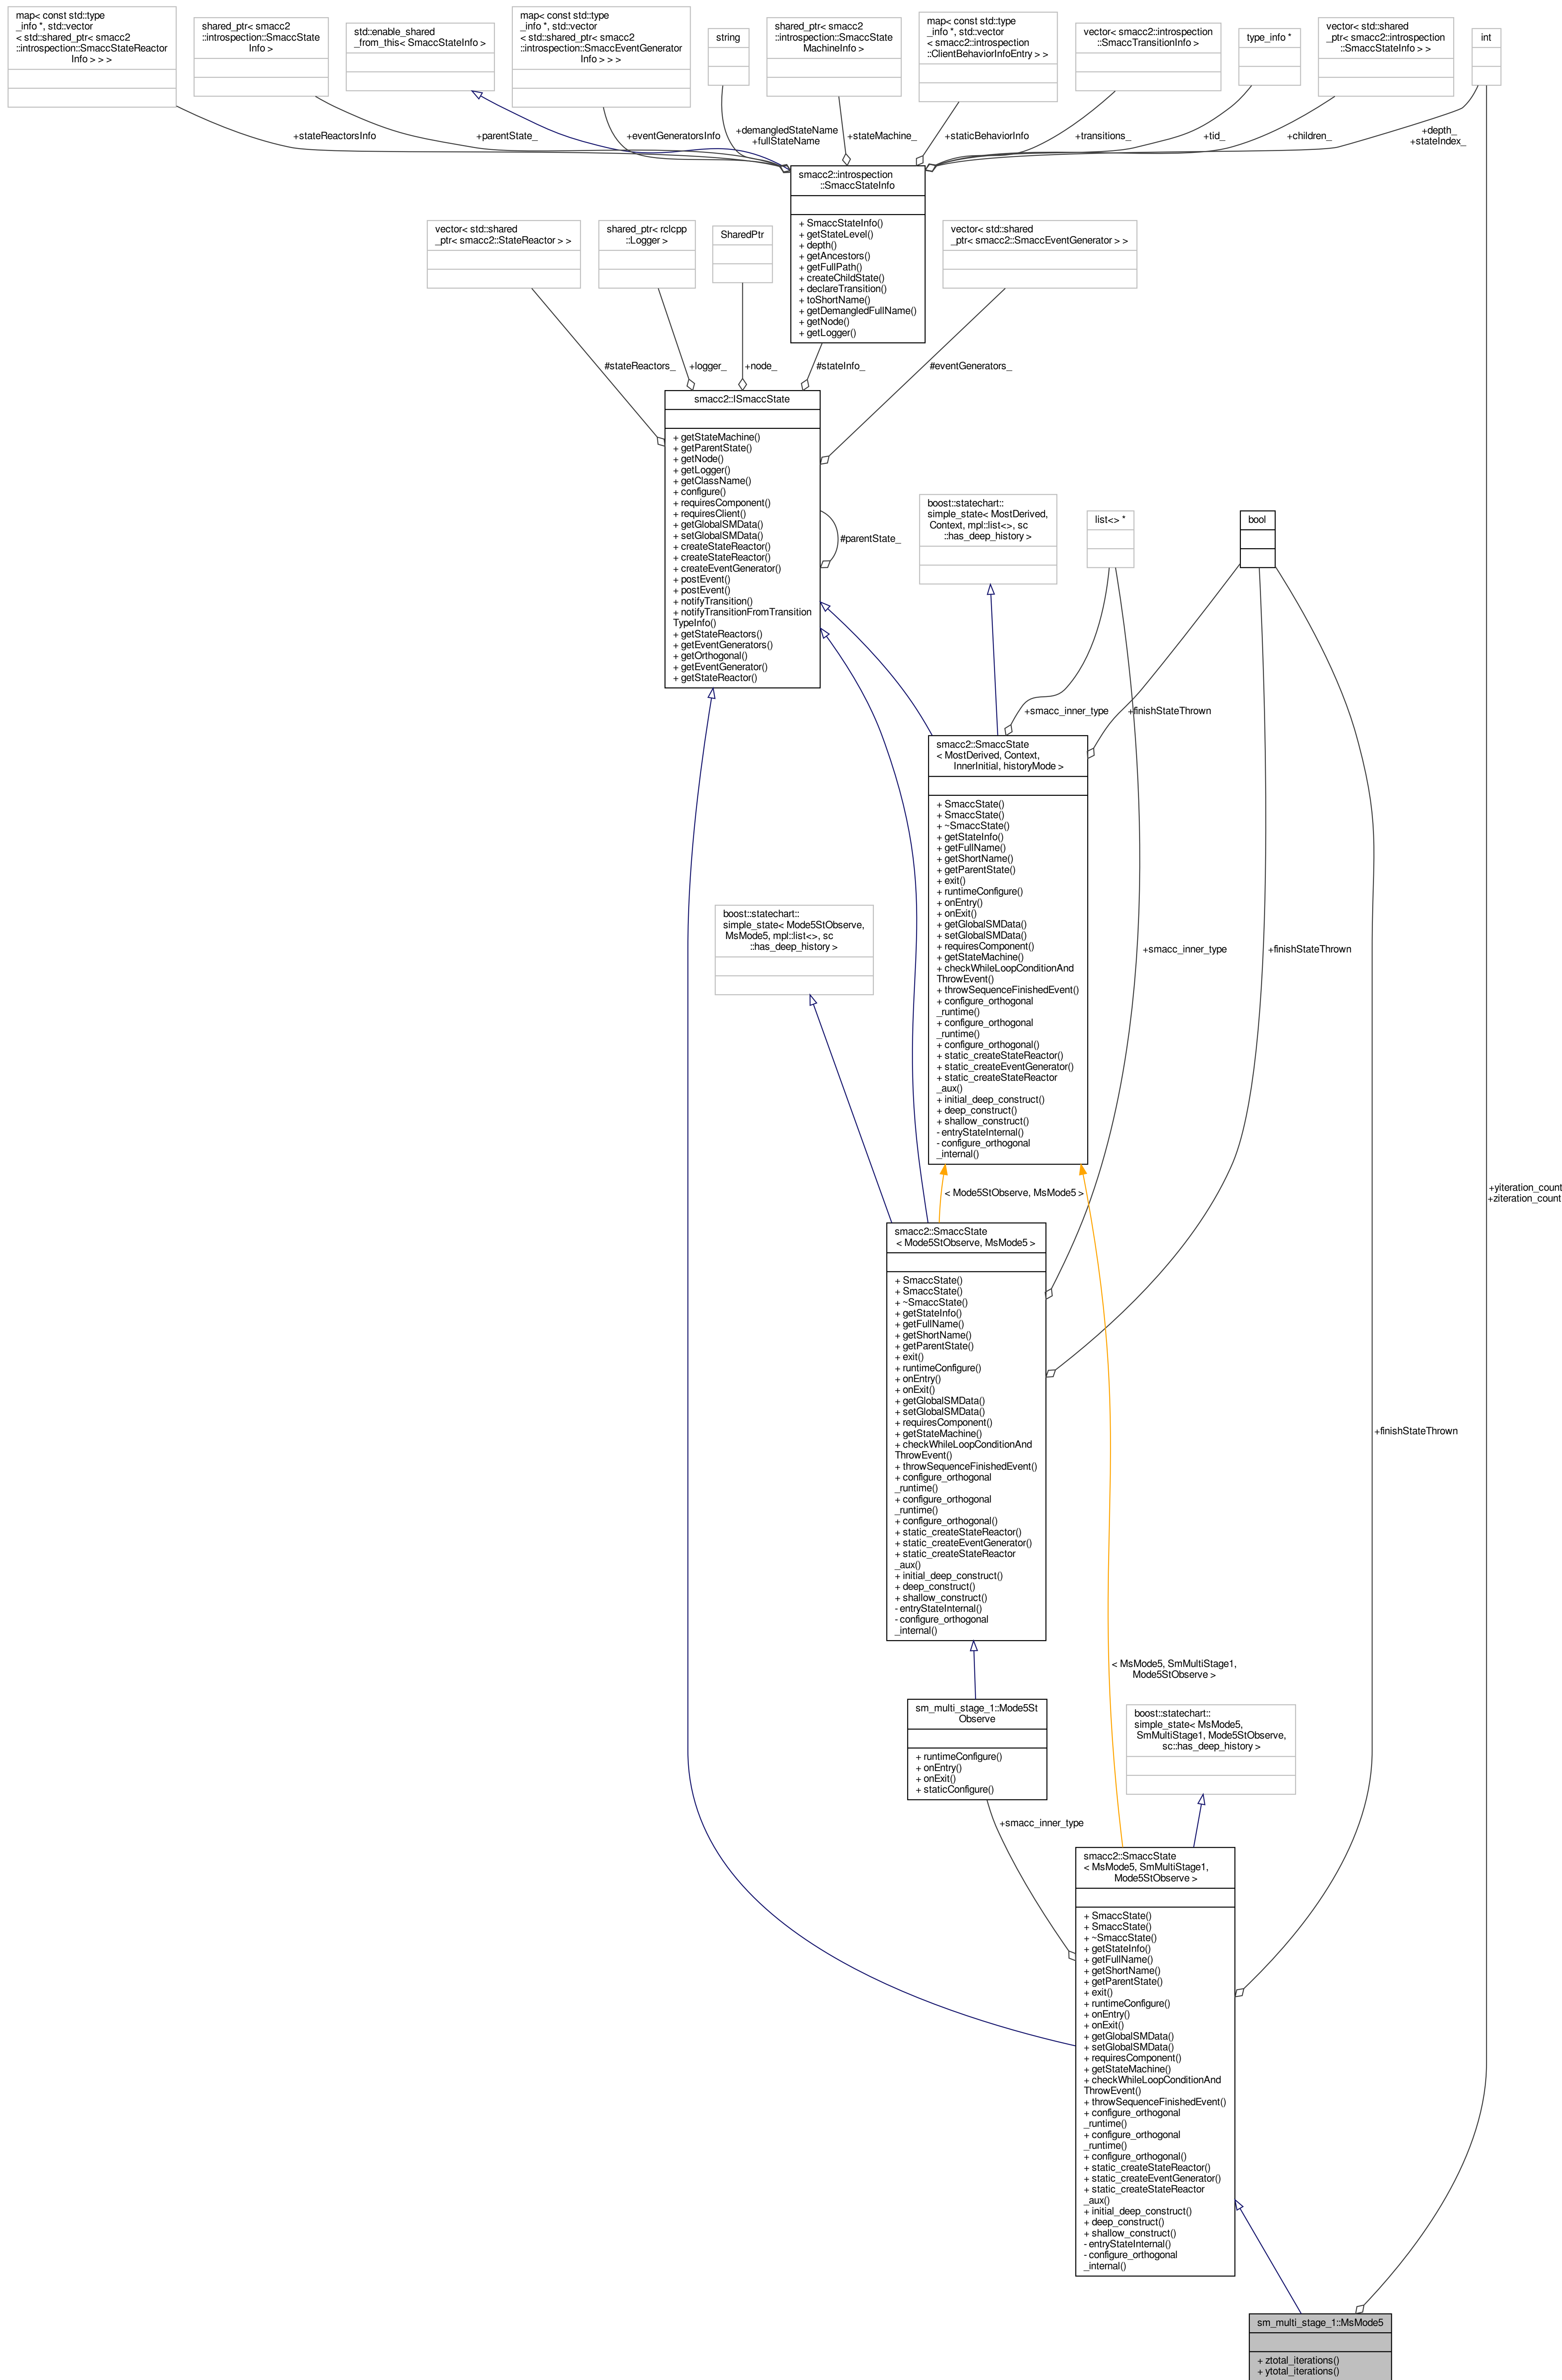 map< const std::type
_info *, std::vector
< std::shared_ptr< smacc2
::introspection::SmaccStateReactor
Info > > >
shared_ptr< smacc2
::introspection::SmaccState
Info >
std::enable_shared
_from_this< SmaccStateInfo >
map< const std::type
_info *, std::vector
< std::shared_ptr< smacc2
::introspection::SmaccEventGenerator
Info > > >
string
shared_ptr< smacc2
::introspection::SmaccState
MachineInfo >
map< const std::type
_info *, std::vector
< smacc2::introspection
::ClientBehaviorInfoEntry > >
vector< smacc2::introspection
::SmaccTransitionInfo >
type_info *
vector< std::shared
_ptr< smacc2::introspection
::SmaccStateInfo > >
int
+stateReactorsInfo
+parentState_
+eventGeneratorsInfo
+demangledStateName
+fullStateName
+stateMachine_
+staticBehaviorInfo
+transitions_
+tid_
+children_
+depth_
+stateIndex_
smacc2::introspection
::SmaccStateInfo
+ SmaccStateInfo()
+ getStateLevel()
+ depth()
+ getAncestors()
+ getFullPath()
+ createChildState()
+ declareTransition()
+ toShortName()
+ getDemangledFullName()
+ getNode()
+ getLogger()
vector< std::shared
_ptr< smacc2::StateReactor > >
shared_ptr< rclcpp
::Logger >
SharedPtr
vector< std::shared
_ptr< smacc2::SmaccEventGenerator > >
#stateReactors_
+logger_
+node_
#stateInfo_
#eventGenerators_
smacc2::ISmaccState
+ getStateMachine()
+ getParentState()
+ getNode()
+ getLogger()
+ getClassName()
+ configure()
+ requiresComponent()
+ requiresClient()
+ getGlobalSMData()
+ setGlobalSMData()
+ createStateReactor()
+ createStateReactor()
+ createEventGenerator()
+ postEvent()
+ postEvent()
+ notifyTransition()
+ notifyTransitionFromTransition
TypeInfo()
+ getStateReactors()
+ getEventGenerators()
+ getOrthogonal()
+ getEventGenerator()
+ getStateReactor()
#parentState_
boost::statechart::
simple_state< MostDerived,
Context, mpl::list<>, sc
::has_deep_history >
list<> *
bool
+smacc_inner_type
+finishStateThrown
smacc2::SmaccState
< MostDerived, Context,
InnerInitial, historyMode >
+ SmaccState()
+ SmaccState()
+ ~SmaccState()
+ getStateInfo()
+ getFullName()
+ getShortName()
+ getParentState()
+ exit()
+ runtimeConfigure()
+ onEntry()
+ onExit()
+ getGlobalSMData()
+ setGlobalSMData()
+ requiresComponent()
+ getStateMachine()
+ checkWhileLoopConditionAnd
ThrowEvent()
+ throwSequenceFinishedEvent()
+ configure_orthogonal
_runtime()
+ configure_orthogonal
_runtime()
+ configure_orthogonal()
+ static_createStateReactor()
+ static_createEventGenerator()
+ static_createStateReactor
_aux()
+ initial_deep_construct()
+ deep_construct()
+ shallow_construct()
- entryStateInternal()
- configure_orthogonal
_internal()
boost::statechart::
simple_state< Mode5StObserve,
MsMode5, mpl::list<>, sc
::has_deep_history >
+smacc_inner_type
+finishStateThrown
+yiteration_count
+ziteration_count
< Mode5StObserve, MsMode5 >
smacc2::SmaccState
< Mode5StObserve, MsMode5 >
+ SmaccState()
+ SmaccState()
+ ~SmaccState()
+ getStateInfo()
+ getFullName()
+ getShortName()
+ getParentState()
+ exit()
+ runtimeConfigure()
+ onEntry()
+ onExit()
+ getGlobalSMData()
+ setGlobalSMData()
+ requiresComponent()
+ getStateMachine()
+ checkWhileLoopConditionAnd
ThrowEvent()
+ throwSequenceFinishedEvent()
+ configure_orthogonal
_runtime()
+ configure_orthogonal
_runtime()
+ configure_orthogonal()
+ static_createStateReactor()
+ static_createEventGenerator()
+ static_createStateReactor
_aux()
+ initial_deep_construct()
+ deep_construct()
+ shallow_construct()
- entryStateInternal()
- configure_orthogonal
_internal()
+finishStateThrown
< MsMode5, SmMultiStage1,
Mode5StObserve >
sm_multi_stage_1::Mode5St
Observe
+ runtimeConfigure()
+ onEntry()
+ onExit()
+ staticConfigure()
boost::statechart::
simple_state< MsMode5,
SmMultiStage1, Mode5StObserve,
sc::has_deep_history >
+smacc_inner_type
smacc2::SmaccState
< MsMode5, SmMultiStage1,
Mode5StObserve >
+ SmaccState()
+ SmaccState()
+ ~SmaccState()
+ getStateInfo()
+ getFullName()
+ getShortName()
+ getParentState()
+ exit()
+ runtimeConfigure()
+ onEntry()
+ onExit()
+ getGlobalSMData()
+ setGlobalSMData()
+ requiresComponent()
+ getStateMachine()
+ checkWhileLoopConditionAnd
ThrowEvent()
+ throwSequenceFinishedEvent()
+ configure_orthogonal
_runtime()
+ configure_orthogonal
_runtime()
+ configure_orthogonal()
+ static_createStateReactor()
+ static_createEventGenerator()
+ static_createStateReactor
_aux()
+ initial_deep_construct()
+ deep_construct()
+ shallow_construct()
- entryStateInternal()
- configure_orthogonal
_internal()
sm_multi_stage_1::MsMode5
+ ztotal_iterations()
+ ytotal_iterations()